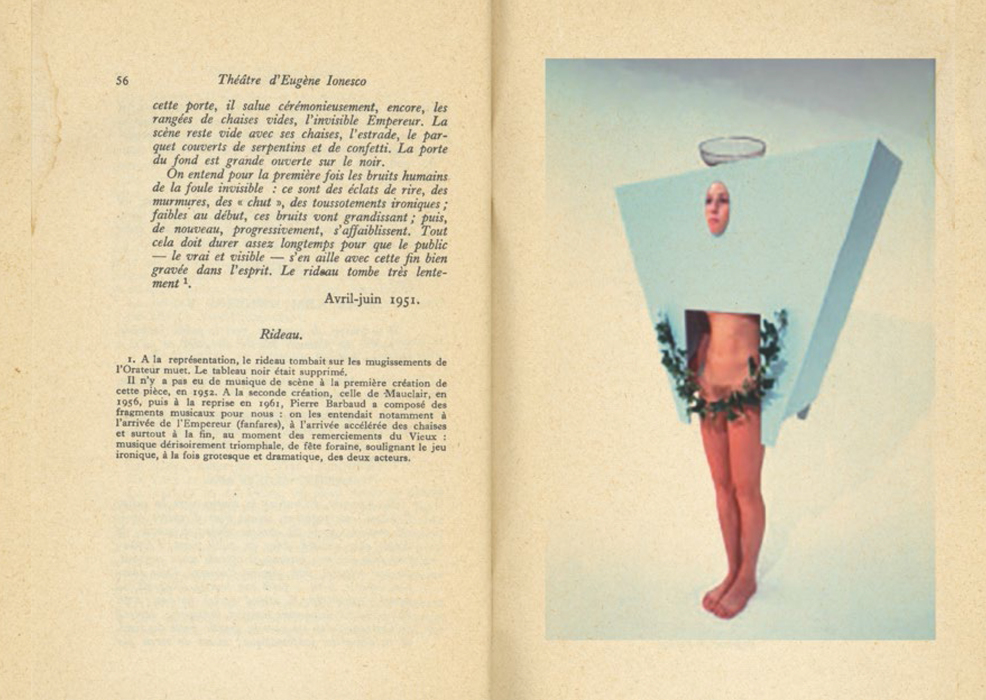 56
Théâtre d'Eugène Ionesco
cette porte, il salue cérémonieusement, encore, les
rangées de chaises vides, l'invisible Empereur. La
scène reste vide avec ses chaises, l'estrade, le par-
quet couverts de serpentins et de confetti. La porte
du fond est grande ouverte sur le noir.
On entend pour la première fois les bruits humains
de la foule invisible : ce sont des éclats de rire, des
murmures, des « chut », des toussotements ironiques ;
faibles au début, ces bruits vont grandissant ; puis,
de nouveau, progressivement, s'affaiblissent. Tout
cela doit durer assez longtemps pour que le public
— le vrai et visible — s'en aille avec cette fin bien
gravée dans l'esprit. Le rideau tombe très lente-
ment ¹.
Avril-juin 1951.
Rideau.
1. A la représentation, le rideau tombait sur les mugissements de
l'Orateur muet. Le tableau noir était supprimé.
Il n'y a pas eu de musique de scène à la première création de
cette pièce, en 1952. A la seconde création, celle de Mauclair, en
1956, puis à la reprise en 1961, Pierre Barbaud a composé des
fragments musicaux pour nous : on les entendait notamment à
l'arrivée de l'Empereur (fanfares), à l'arrivée accélérée des chaises
et surtout à la fin, au moment des remerciements du Vieux :
musique dérisoirement triomphale, de fête foraine, soulignant le jeu
ironique, à la fois grotesque et dramatique, des deux acteurs.